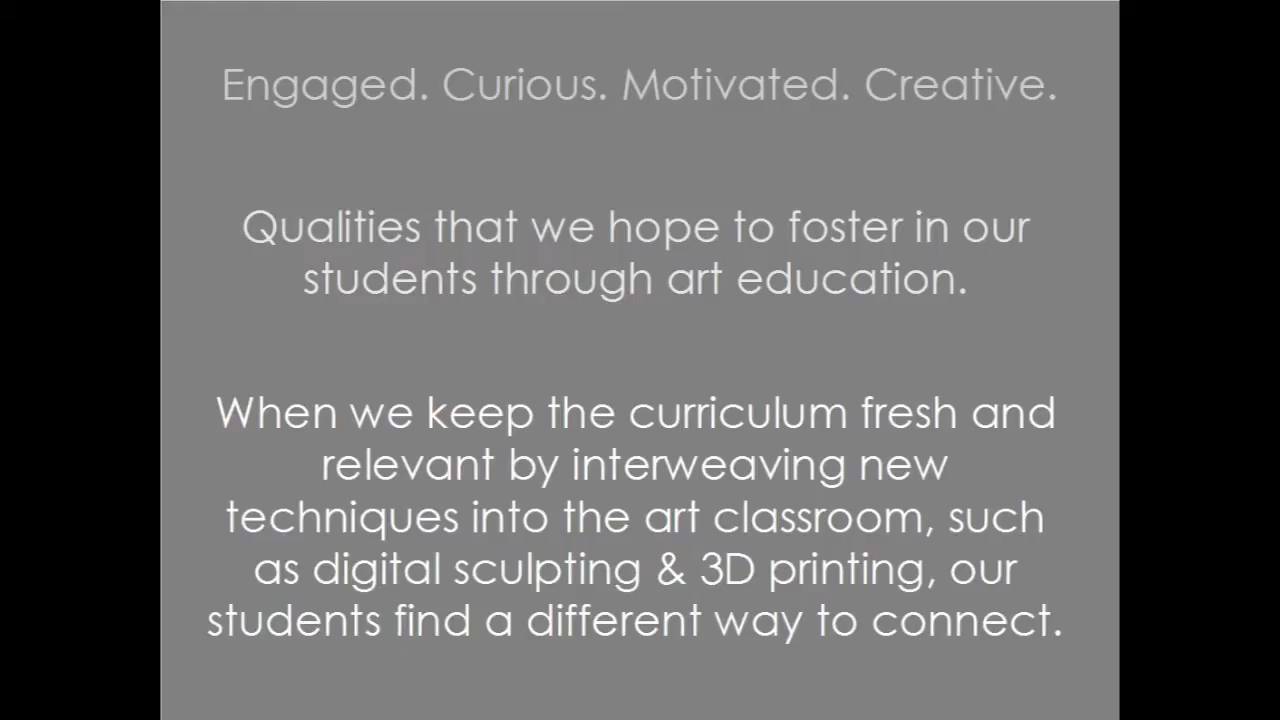 Engaged. Curious. Motivated. Creative.
Qualities that we hope to foster in our
students through art education.
When we keep the curriculum fresh and
relevant by interweaving new
techniques into the art classroom, such
as digital sculpting & 3D printing, our
students find a different way to connect.